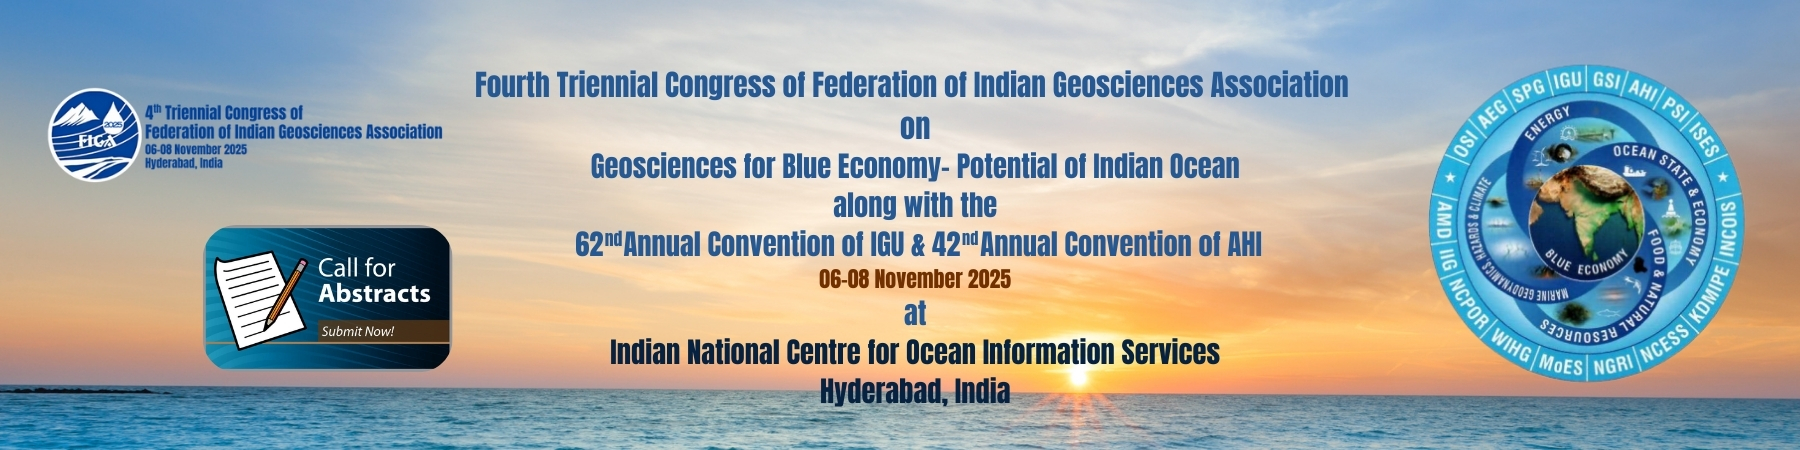 Fourth Triennial Congress of Federation of Indian Geosciences Association
on
Geosciences for Blue Economy- Potential of Indian Ocean
along with the
62nd Annual Convention of IGU & 42nd Annual Convention of AHI
06-08 November 2025
at
Indian National Centre for Ocean Information Services
Hyderabad, India
2025
FIGA
4th Triennial Congress of
Federation of Indian Geosciences Association
06-08 November 2025
Hyderabad, India
Call for
Abstracts
Submit Now!
OSI | AEG | SPG | IGU | GSI | AHI | PSI | ISES
AMD | IIG | NCPOR | WIHG | MoES | NGRI | NCESS | KDMIPE | INCOIS
ENERGY
OCEAN STATE & ECONOMY
FOOD & NATURAL RESOURCES
MARINE GEODYNAMICS, HAZARDS & CLIMATE
BLUE ECONOMY